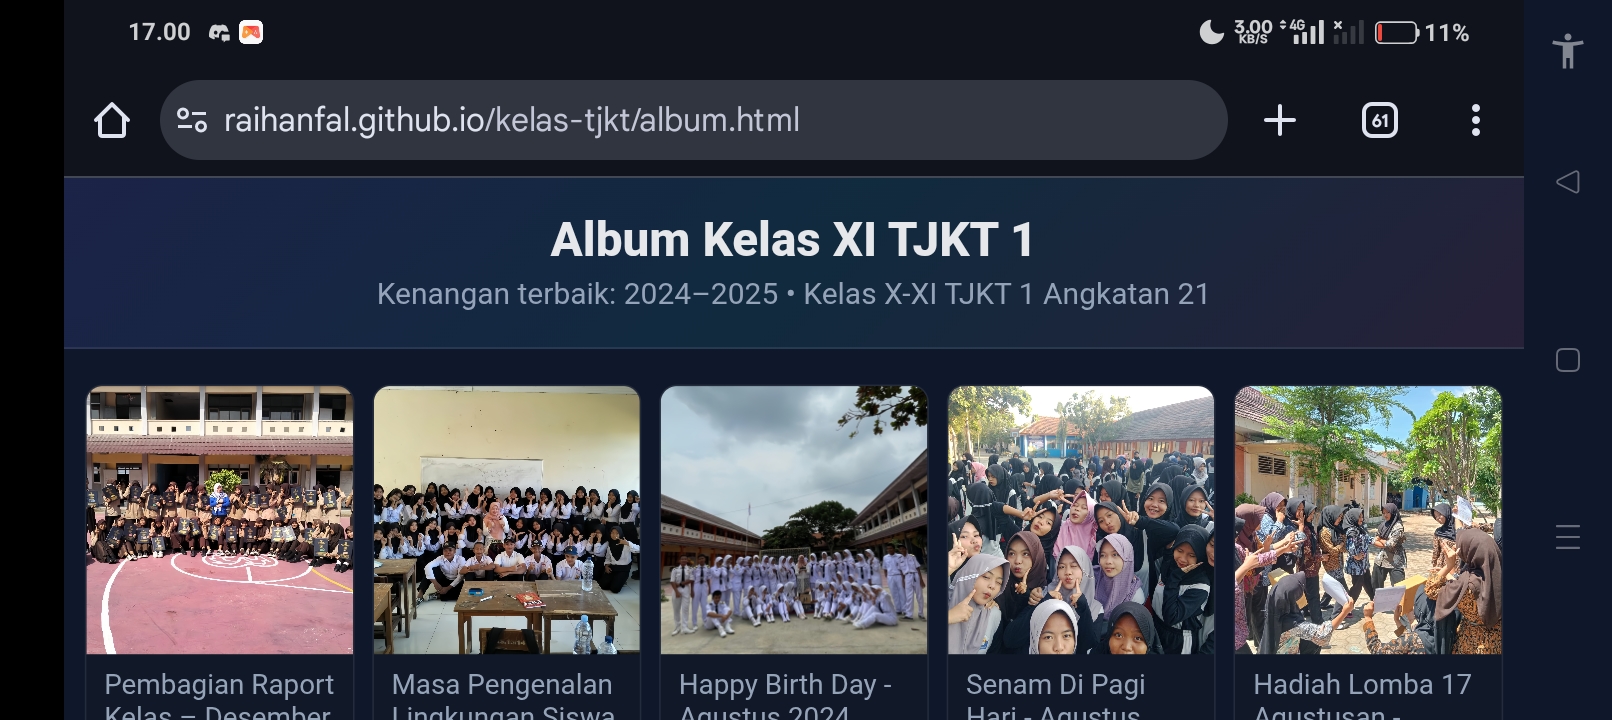 17.00
3.00
KB/S
4G
11%
raihanfal.github.io/kelas-tjkt/album.html
61
Album Kelas XI TJKT 1
Kenangan terbaik: 2024–2025 • Kelas X-XI TJKT 1 Angkatan 21
Pembagian Raport
Kelas – Desember
Masa Pengenalan
Lingkungan Siswa
Happy Birth Day -
Agustus 2024
Senam Di Pagi
Hari - Agustus
Hadiah Lomba 17
Agustusan -